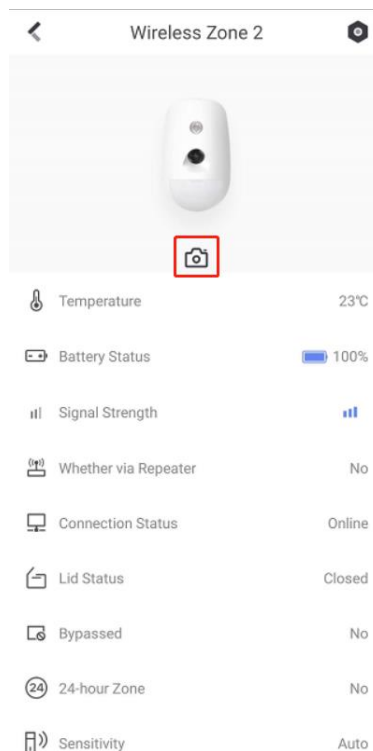 Wireless Zone 2
Temperature 23℃
Battery Status 100%
Signal Strength
Whether via Repeater No
Connection Status Online
Lid Status Closed
Bypassed No
24 24-hour Zone No
Sensitivity Auto